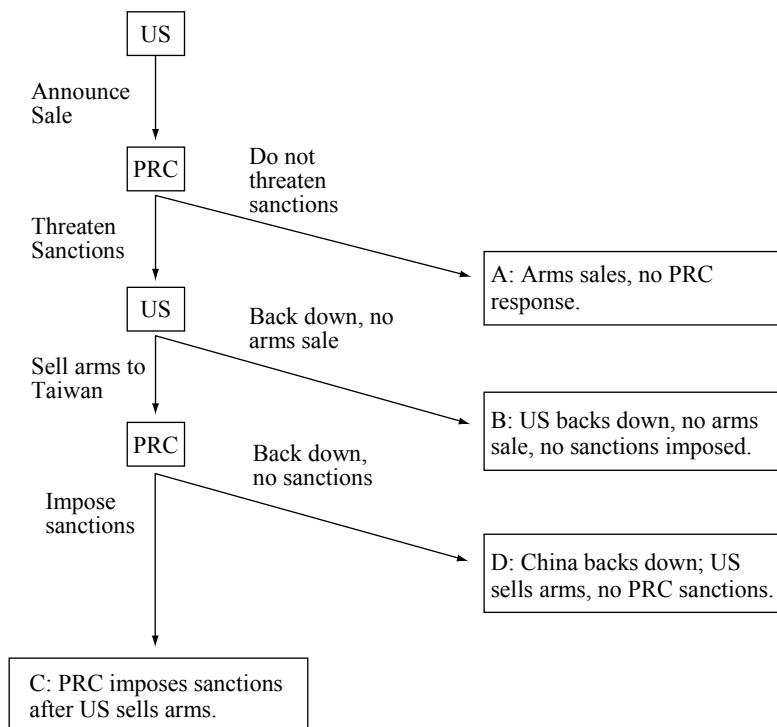 US
Announce
Sale
PRC
Do not
threaten
sanctions
Threaten
Sanctions
A: Arms sales, no PRC
response.
US
Back down, no
arms sale
Sell arms to
Taiwan
B: US backs down, no arms
sale, no sanctions imposed.
PRC
Back down,
no sanctions
Impose
sanctions
D: China backs down; US
sells arms, no PRC sanctions.
C: PRC imposes sanctions
after US sells arms.